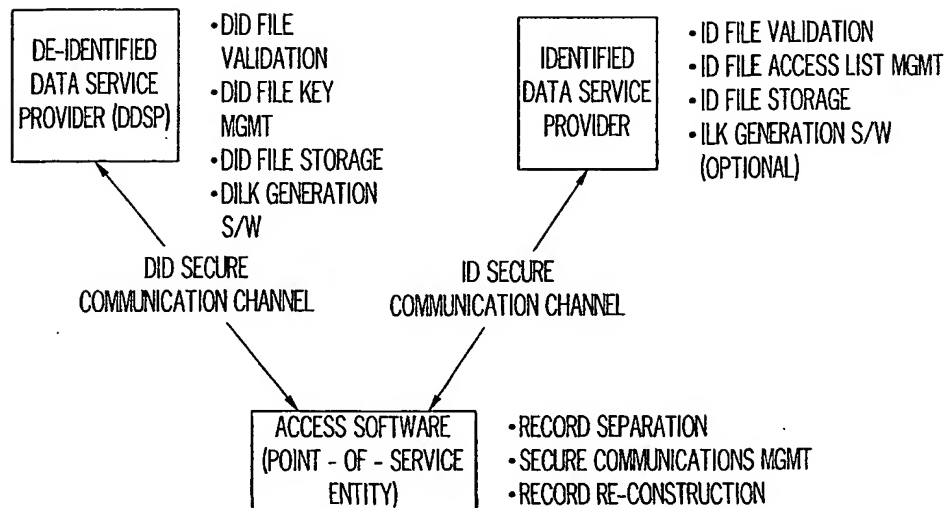 DE-IDENTIFIED
DATA SERVICE
PROVIDER (DDSP)
•DID FILE
VALIDATION
•DID FILE KEY
MGMT
•DID FILE STORAGE
•DILK GENERATION
S/W
IDENTIFIED
DATA SERVICE
PROVIDER
•ID FILE VALIDATION
•ID FILE ACCESS LIST MGMT
•ID FILE STORAGE
•ILK GENERATION S/W
(OPTIONAL)
DID SECURE
COMMUNICATION CHANNEL
ID SECURE
COMMUNICATION CHANNEL
ACCESS SOFTWARE
(POINT - OF - SERVICE
ENTITY)
•RECORD SEPARATION
•SECURE COMMUNICATIONS MGMT
•RECORD RE-CONSTRUCTION